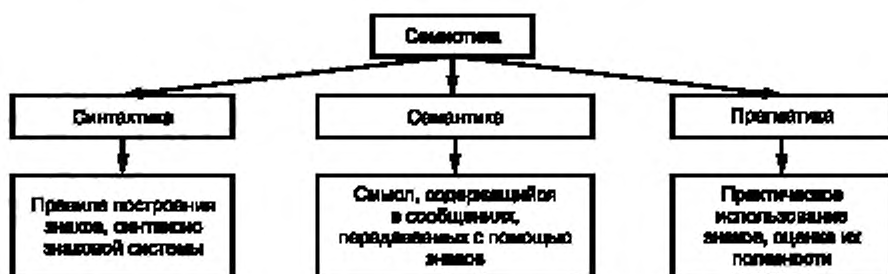 Семиотика
Синтактика
Семантика
Прагматика
Правила построения
знаков, синтаксис
знаковой системы
Смысл, содержащийся
в сообщениях,
передаваемых с помощью
знаков
Практическое
использование
знаков, оценка их
полезности